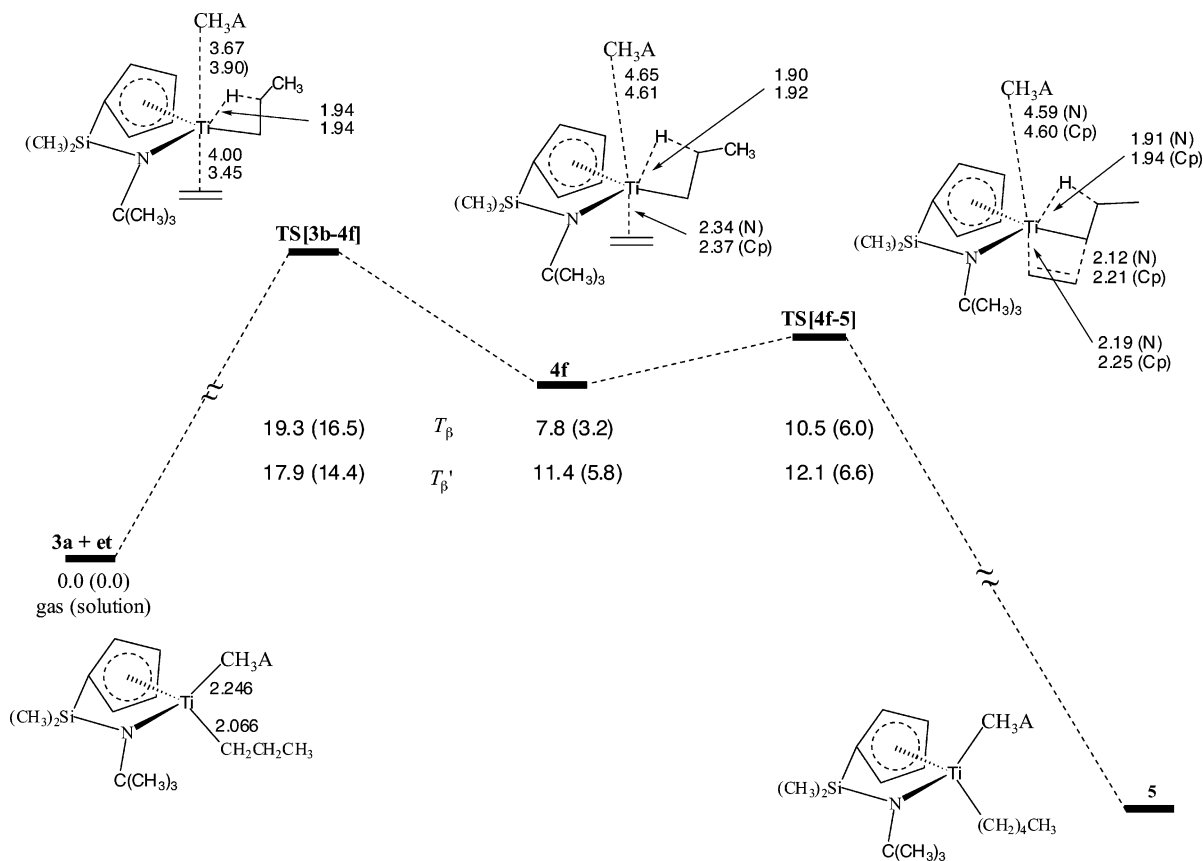 CH₃A
3.67
3.90)
H
CH₃
1.94
1.94
Ti
(CH₃)₂Si
N
4.00
3.45
C(CH₃)₃
TS[3b-4f]
CH₃A
4.65
4.61
1.90
1.92
H
CH₃
Ti
(CH₃)₂Si
N
2.34 (N)
2.37 (Cp)
C(CH₃)₃
4f
CH₃A
4.59 (N)
4.60 (Cp)
1.91 (N)
1.94 (Cp)
H
Ti
(CH₃)₂Si
N
2.12 (N)
2.21 (Cp)
C(CH₃)₃
2.19 (N)
2.25 (Cp)
TS[4f-5]
19.3 (16.5) Tβ 7.8 (3.2) 10.5 (6.0)
17.9 (14.4) Tβ' 11.4 (5.8) 12.1 (6.6)
3a + et
0.0 (0.0)
gas (solution)
CH₃A
2.246
Ti
(CH₃)₂Si
N
2.066
CH₂CH₂CH₃
C(CH₃)₃
CH₃A
Ti
(CH₃)₂Si
N
(CH₂)₄CH₃
C(CH₃)₃
5